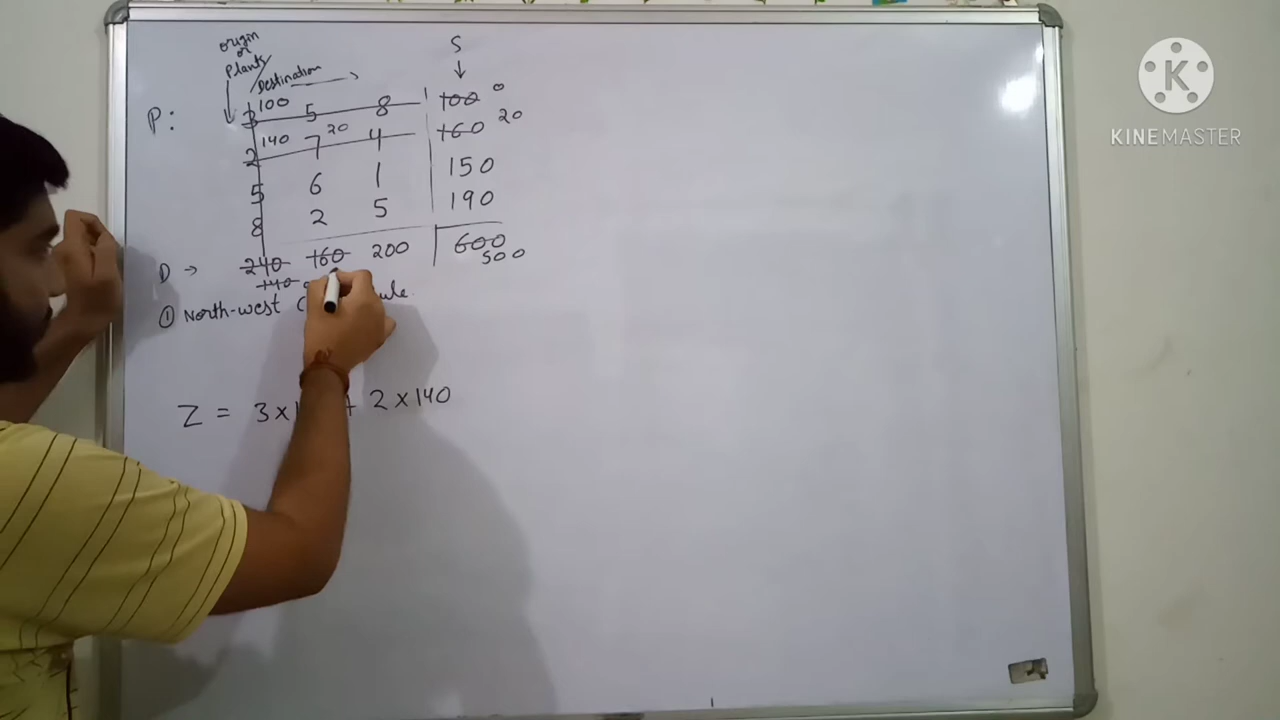 origin
or
Plants/
Destination
S
P:
3 100 5 8 100 0
2 140 7 20 4 160 20
5 6 1 150
8 2 5 190
D → 240 160 200 600
140 500
① North-west
Z = 3 × + 2 × 140
K
KINEMASTER